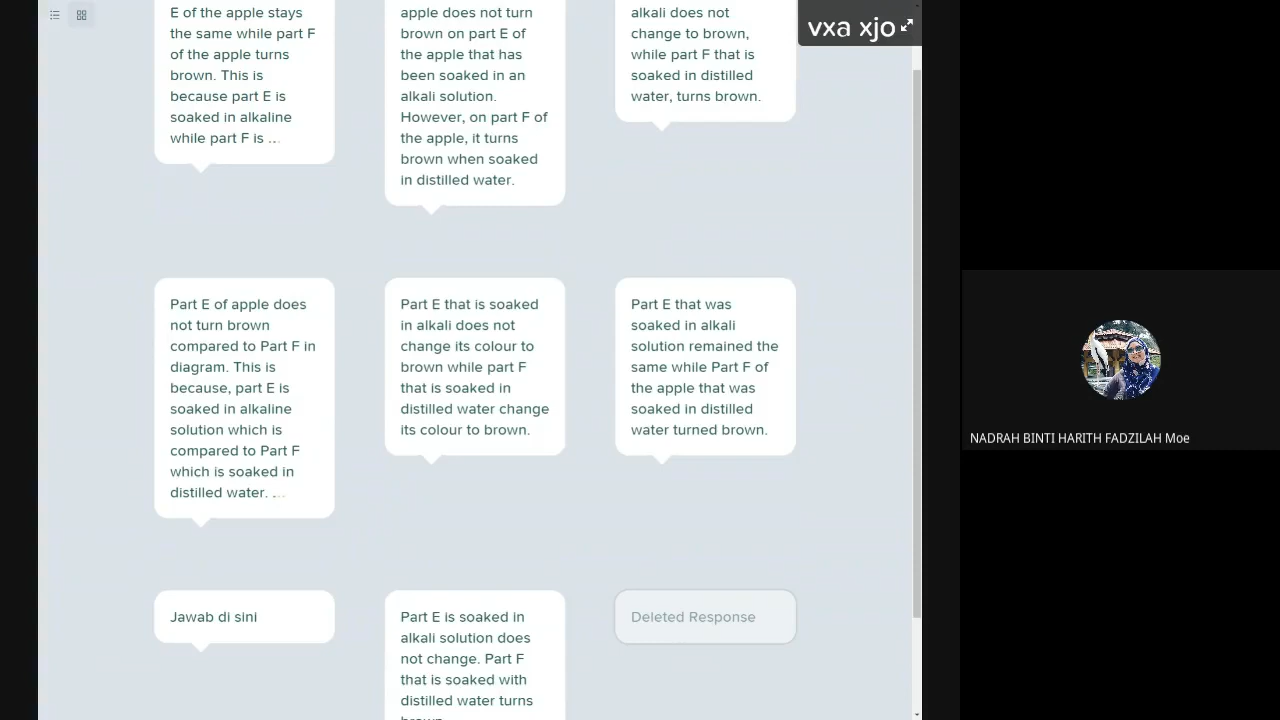 E of the apple stays
the same while part F
of the apple turns
brown. This is
because part E is
soaked in alkaline
while part F is ...
apple does not turn
brown on part E of
the apple that has
been soaked in an
alkali solution.
However, on part F of
the apple, it turns
brown when soaked
in distilled water.
alkali does not
change to brown,
while part F that is
soaked in distilled
water, turns brown.
vxa xjo
Part E of apple does
not turn brown
compared to Part F in
diagram. This is
because, part E is
soaked in alkaline
solution which is
compared to Part F
which is soaked in
distilled water. ...
Part E that is soaked
in alkali does not
change its colour to
brown while part F
that is soaked in
distilled water change
its colour to brown.
Part E that was
soaked in alkali
solution remained the
same while Part F of
the apple that was
soaked in distilled
water turned brown.
NADRAH BINTI HARITH FADZILAH Moe
Jawab di sini
Part E is soaked in
alkali solution does
not change. Part F
that is soaked with
distilled water turns
brown.
Deleted Response